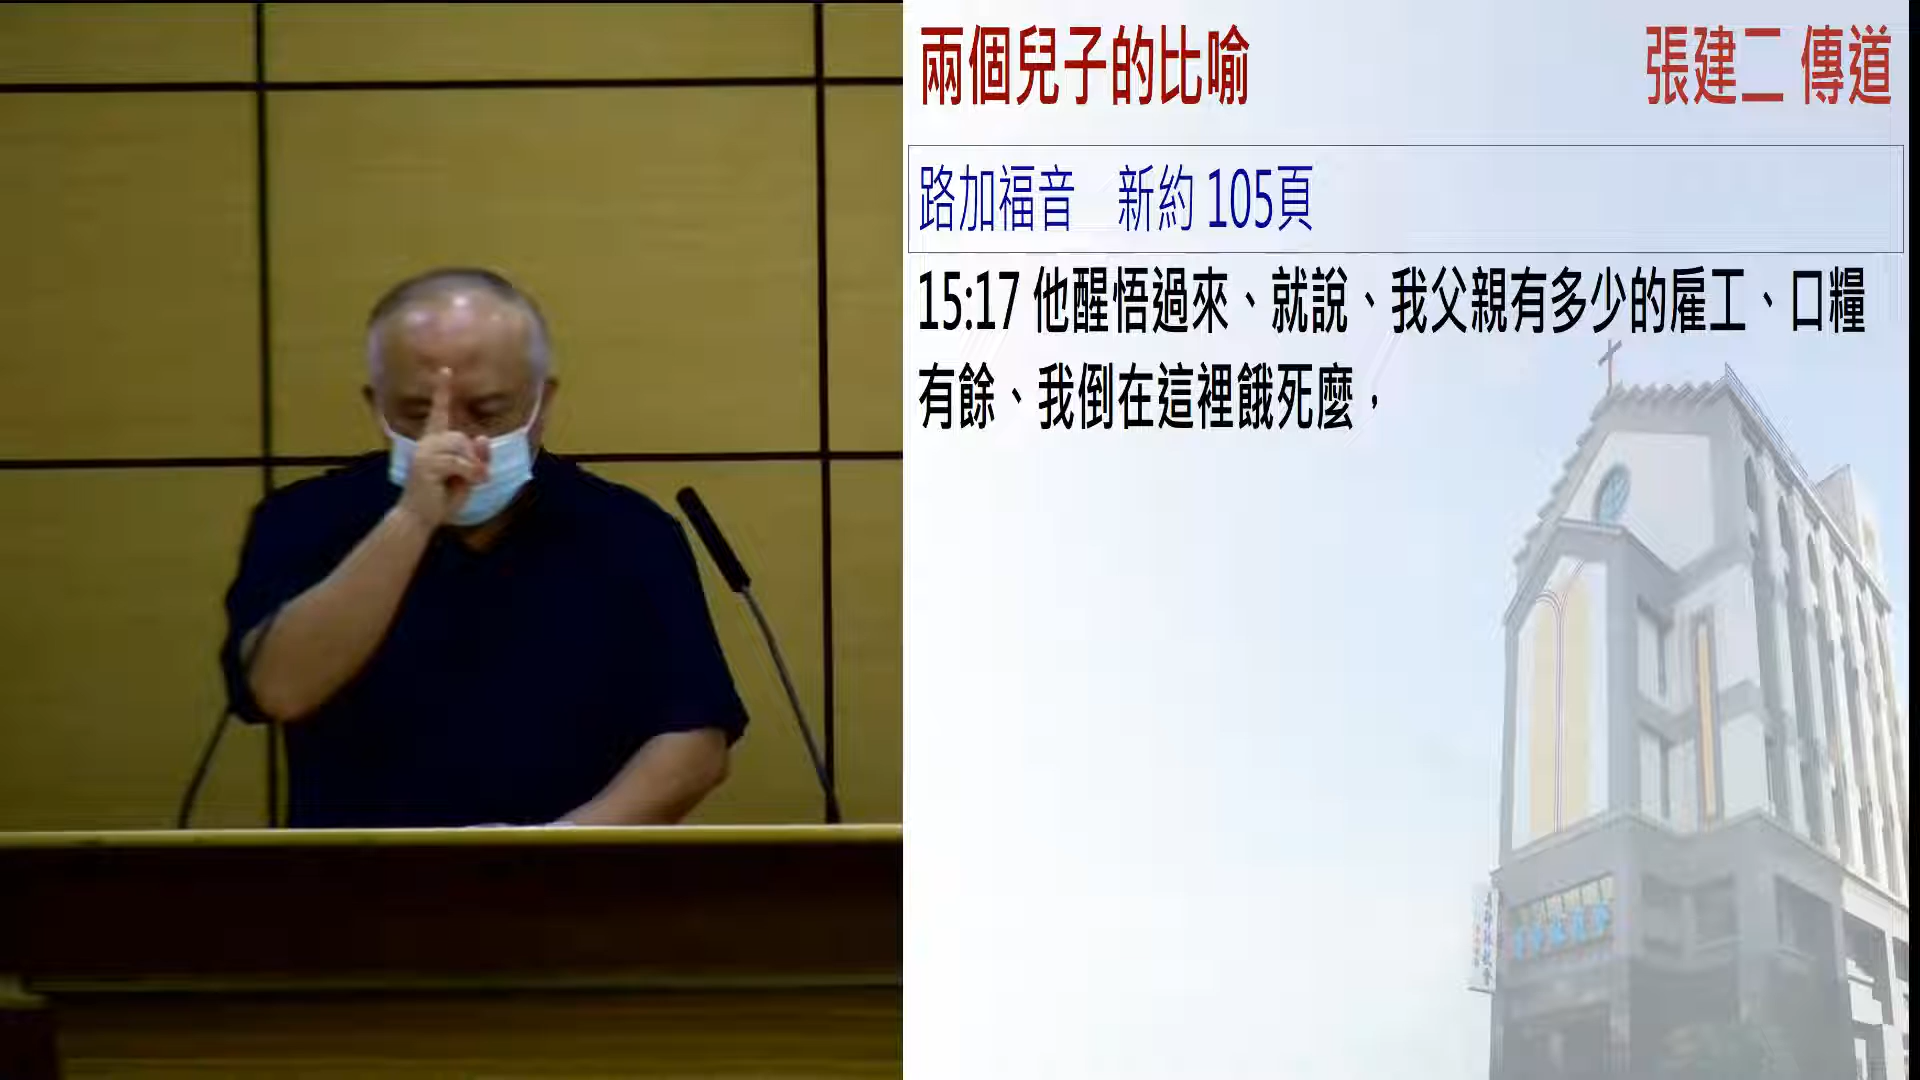 兩個兒子的比喻
張建二 傳道
路加福音 新約 105頁
15:17 他醒悟過來、就說、我父親有多少的雇工、口糧
有餘、我倒在這裡餓死麼，